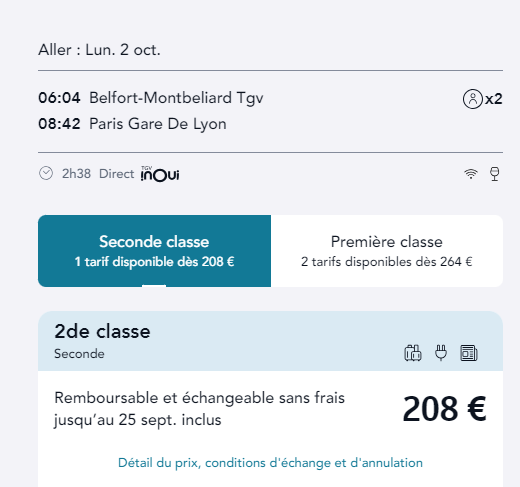 Aller : Lun. 2 oct.
06:04 Belfort-Montbeliard Tgv
x2
08:42 Paris Gare De Lyon
2h38 Direct TGV inOui
Seconde classe
1 tarif disponible dès 208 €
Première classe
2 tarifs disponibles dès 264 €
2de classe
Seconde
Remboursable et échangeable sans frais
jusqu’au 25 sept. inclus
208 €
Détail du prix, conditions d'échange et d'annulation